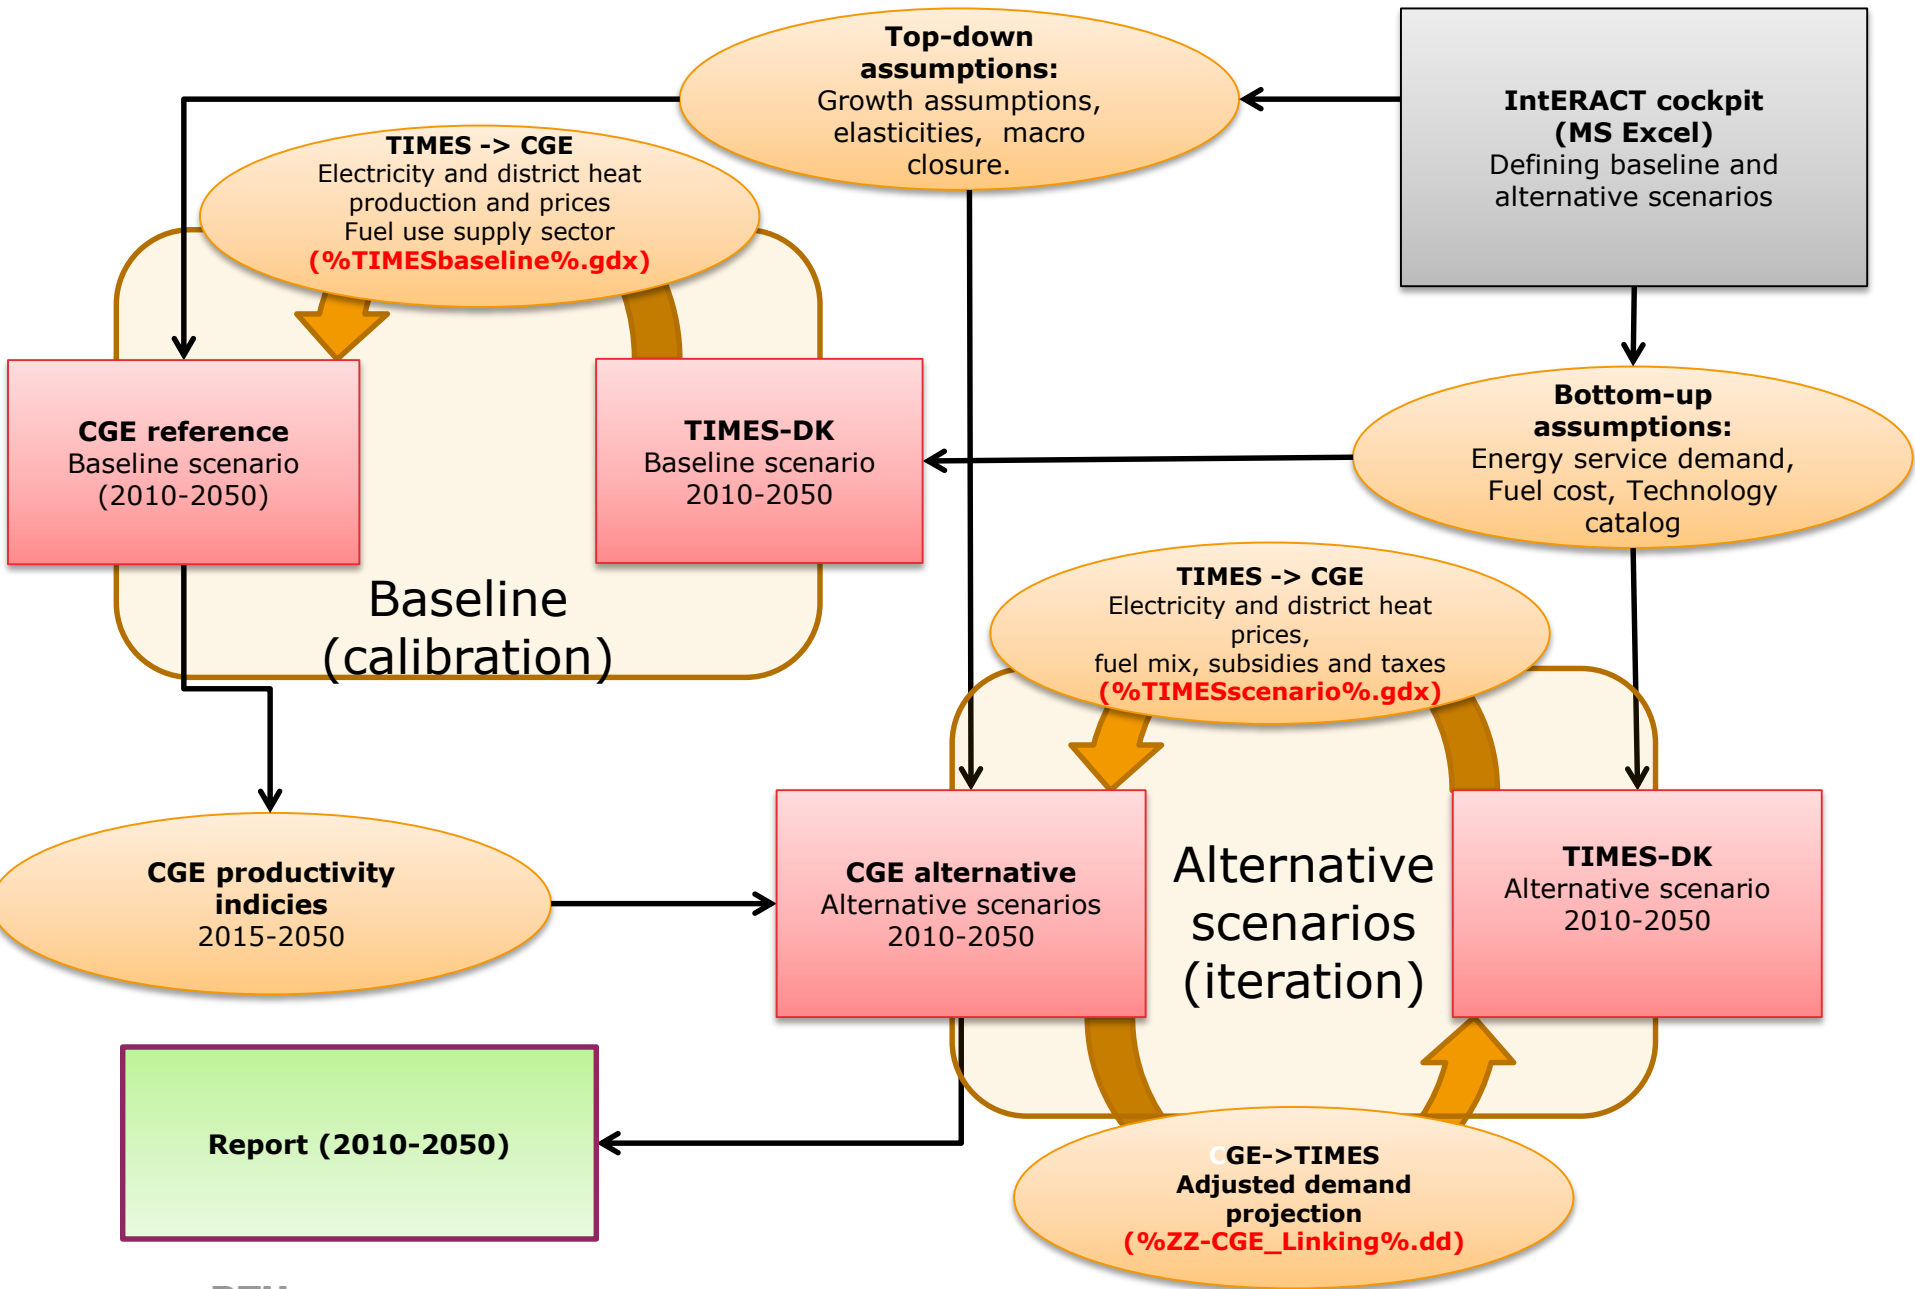 Top-down
assumptions:
Growth assumptions,
elasticities,  macro
closure.
IntERACT cockpit
(MS Excel)
Defining baseline and
alternative scenarios
TIMES -> CGE
Electricity and district heat
production and prices
Fuel use supply sector
(%TIMESbaseline%.gdx)
CGE reference
Baseline scenario
(2010-2050)
TIMES-DK
Baseline scenario
2010-2050
Bottom-up
assumptions:
Energy service demand,
Fuel cost, Technology
catalog
Baseline
(calibration)
TIMES -> CGE
Electricity and district heat
prices,
fuel mix, subsidies and taxes
(%TIMESscenario%.gdx)
CGE productivity
indicies
2015-2050
CGE alternative
Alternative scenarios
2010-2050
Alternative
scenarios
(iteration)
TIMES-DK
Alternative scenario
2010-2050
Report (2010-2050)
CGE->TIMES
Adjusted demand
projection
(%ZZ-CGE_Linking%.dd)